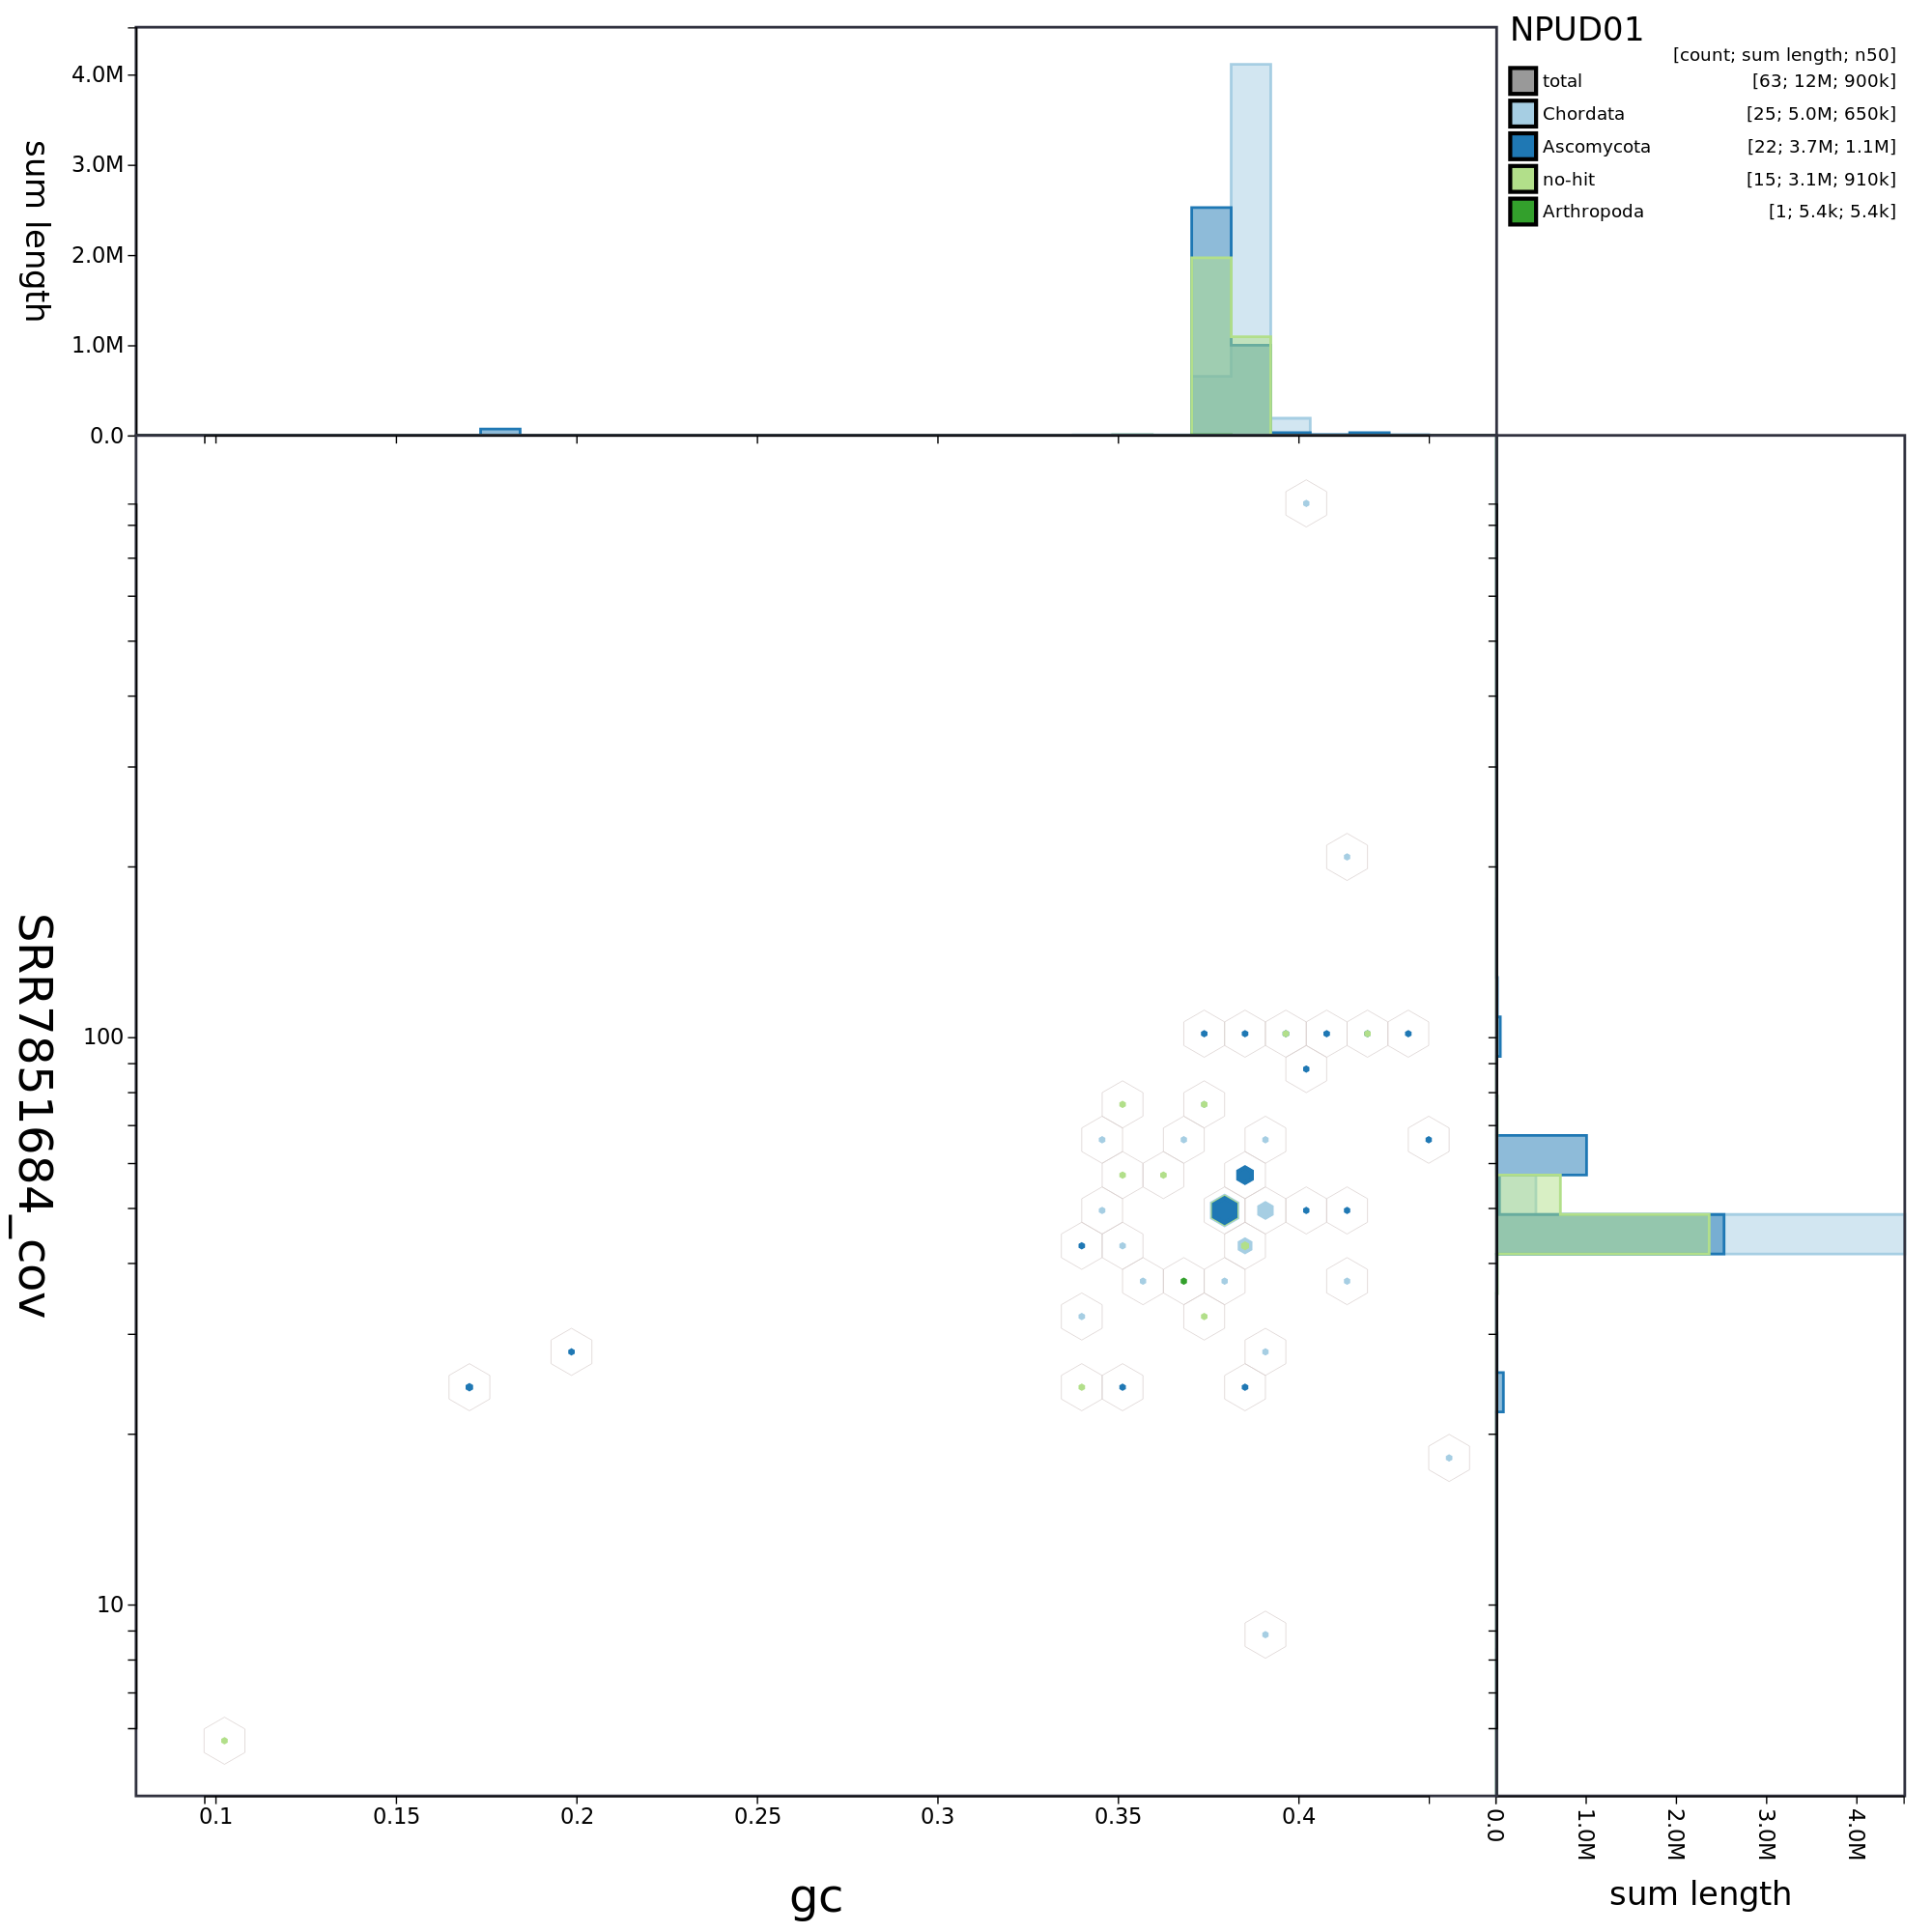 NPUD01
[count; sum length; n50]
total [63; 12M; 900k]
Chordata [25; 5.0M; 650k]
Ascomycota [22; 3.7M; 1.1M]
no-hit [15; 3.1M; 910k]
Arthropoda [1; 5.4k; 5.4k]
sum length
4.0M
3.0M
2.0M
1.0M
0.0
SRR7851684_cov
100
10
0.1 0.15 0.2 0.25 0.3 0.35 0.4
gc
0.0 1.0M 2.0M 3.0M 4.0M
sum length